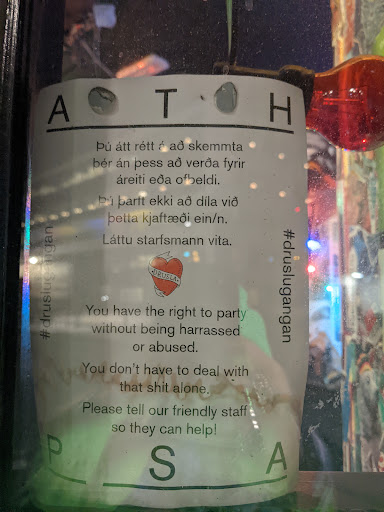 A T H
Þú átt rétt á að skemmta
þér án þess að verða fyrir
áreiti eða ofbeldi.
Þú þarft ekki að díla við
þetta kjaftæði ein/n.
Láttu starfsmann vita.
#druslugangan
#druslugangan
DRUSLA
You have the right to party
without being harrassed
or abused.
You don't have to deal with
that shit alone.
Please tell our friendly staff
so they can help!
P S A